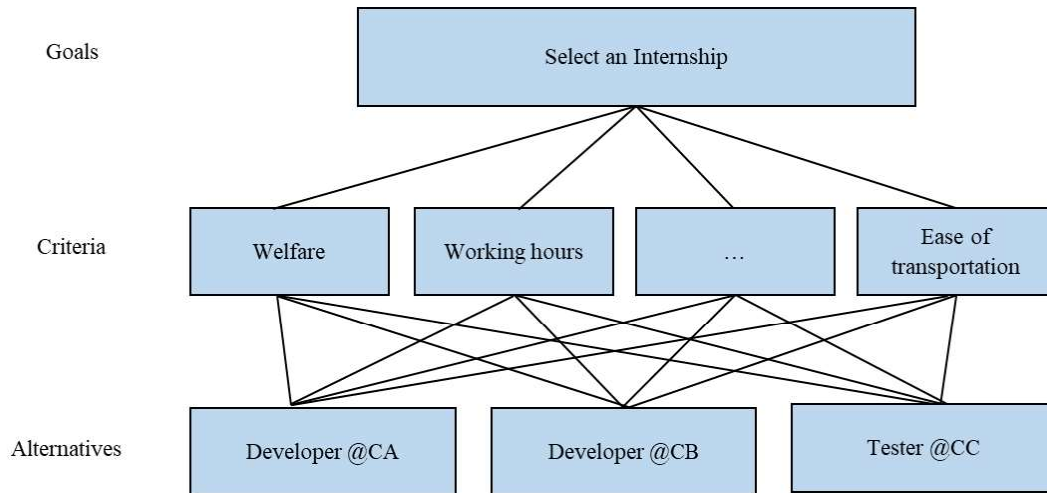 Goals
Select an Internship
Criteria
Welfare
Working hours
…
Ease of
transportation
Alternatives
Developer @CA
Developer @CB
Tester @CC